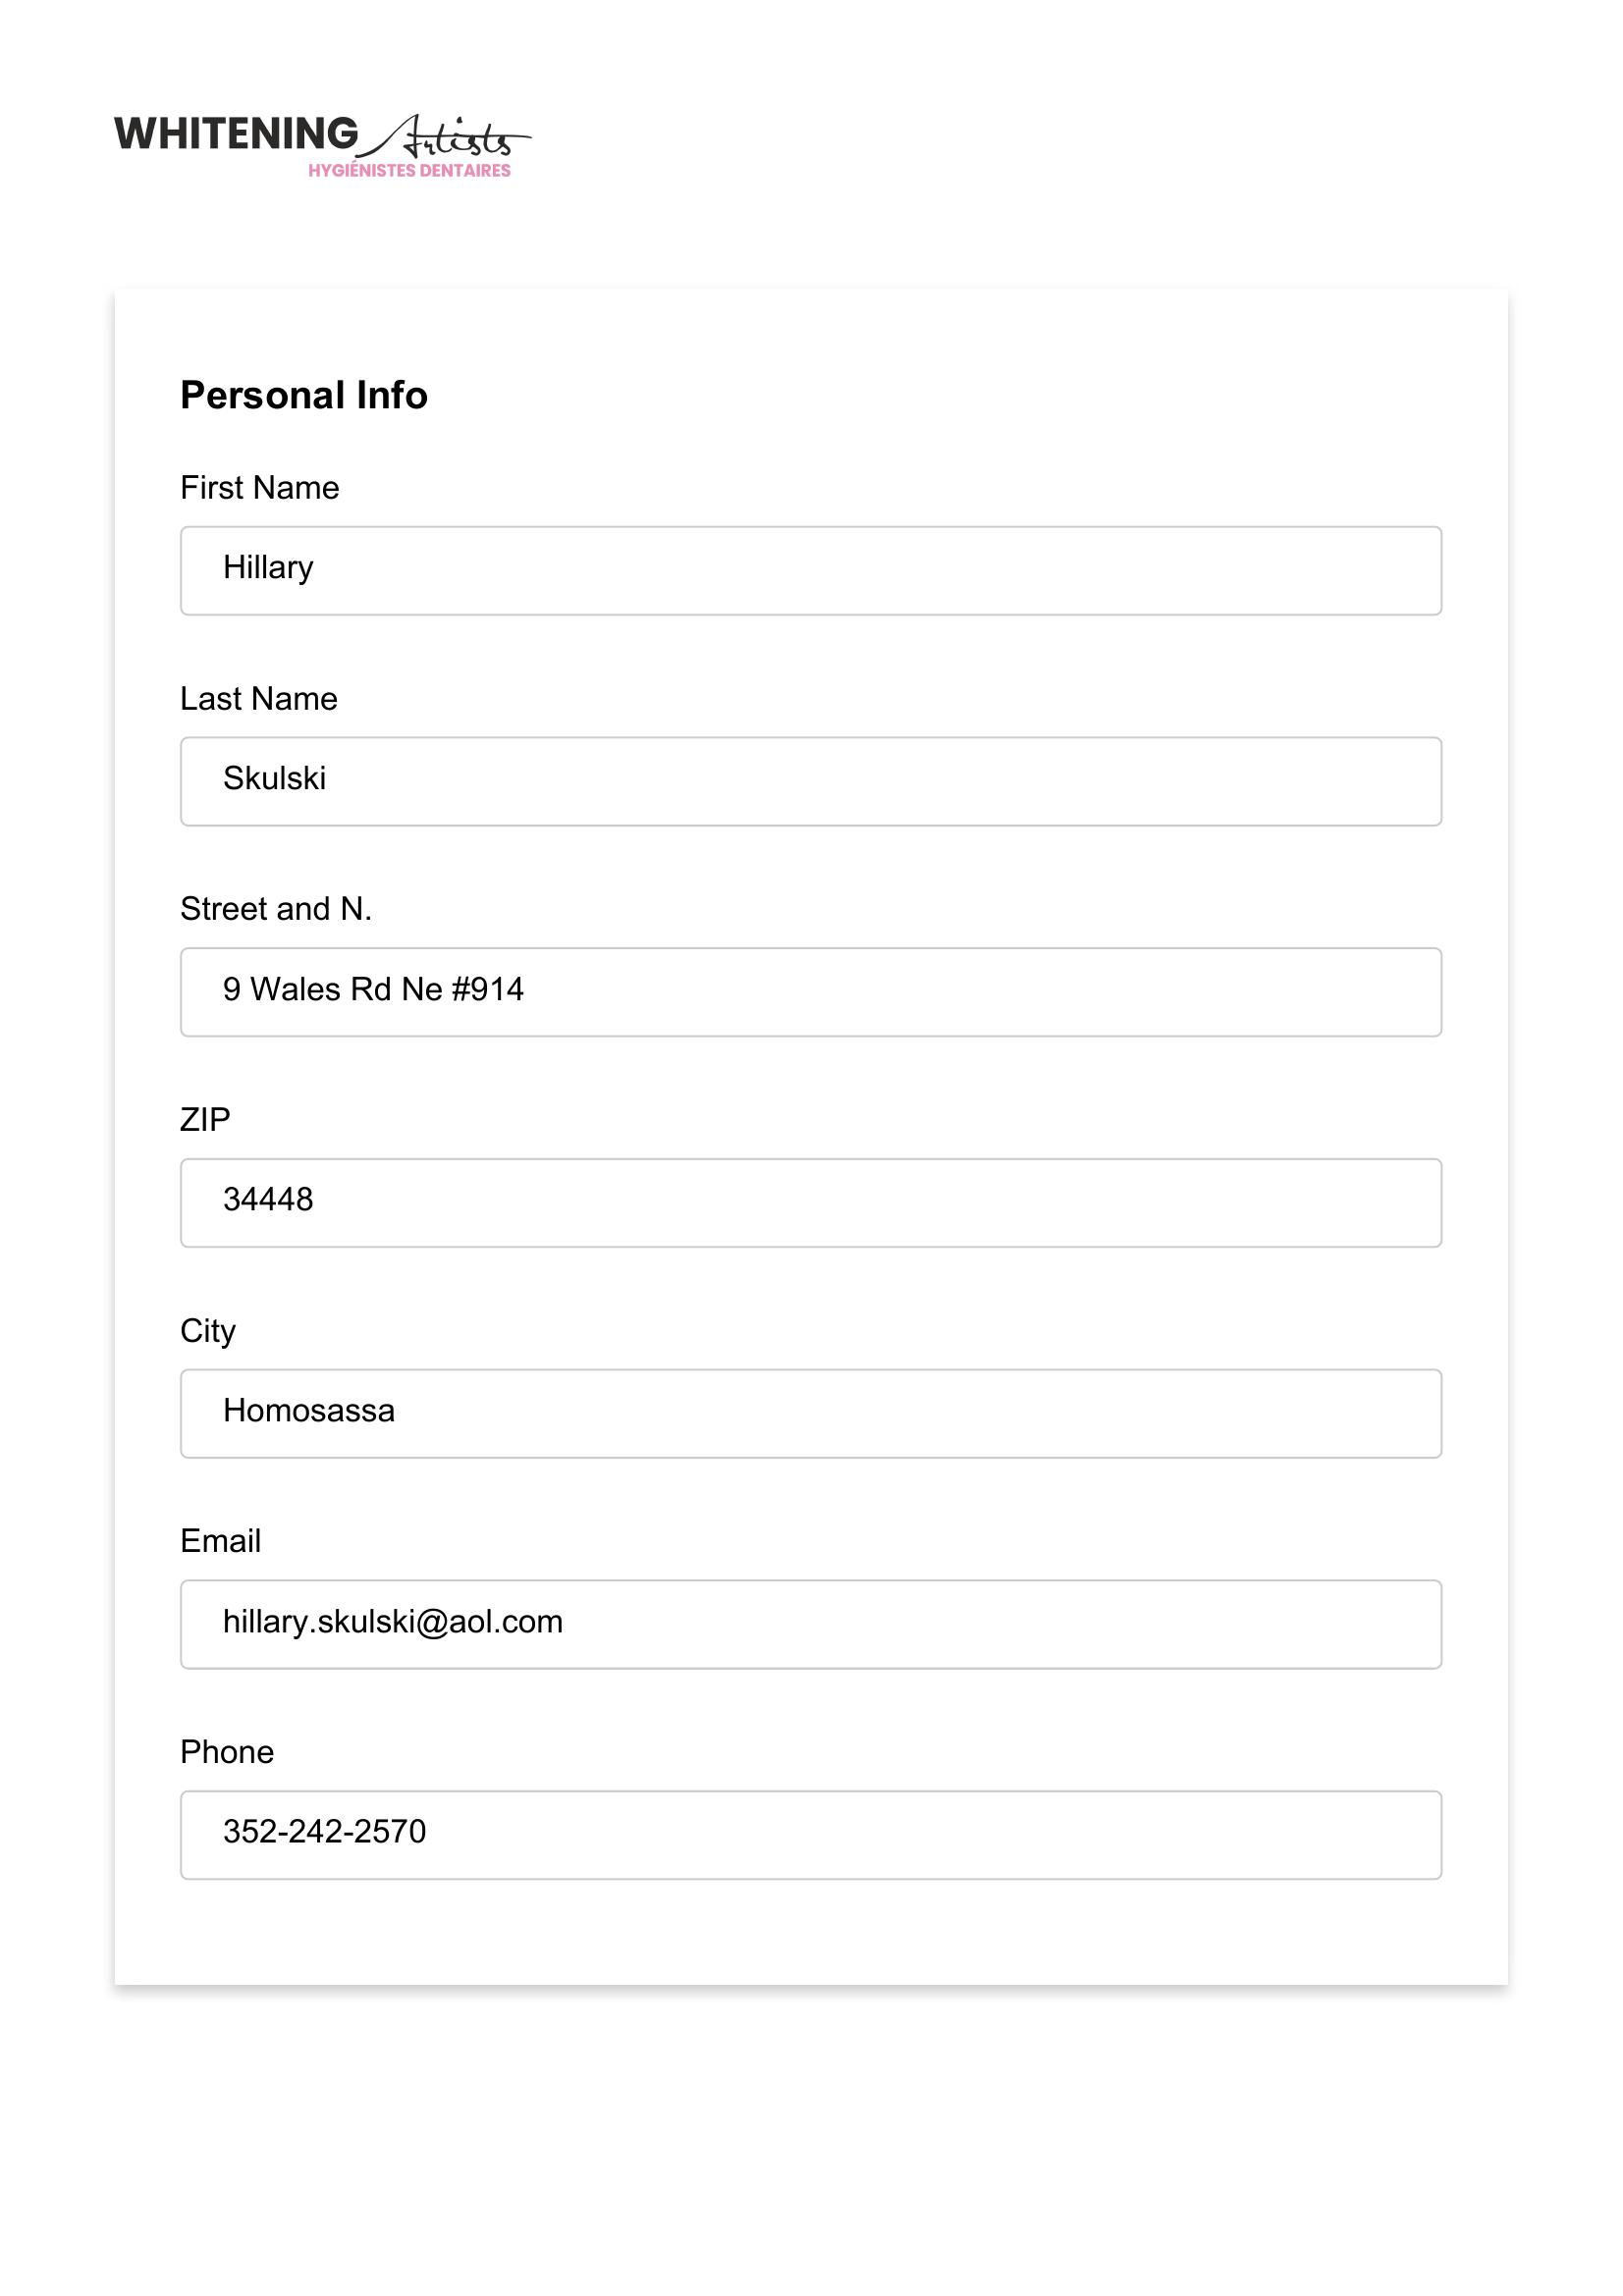 WHITENING Artists
HYGIÉNISTES DENTAIRES
Personal Info
First Name
Hillary
Last Name
Skulski
Street and N.
9 Wales Rd Ne #914
ZIP
34448
City
Homosassa
Email
hillary.skulski@aol.com
Phone
352-242-2570